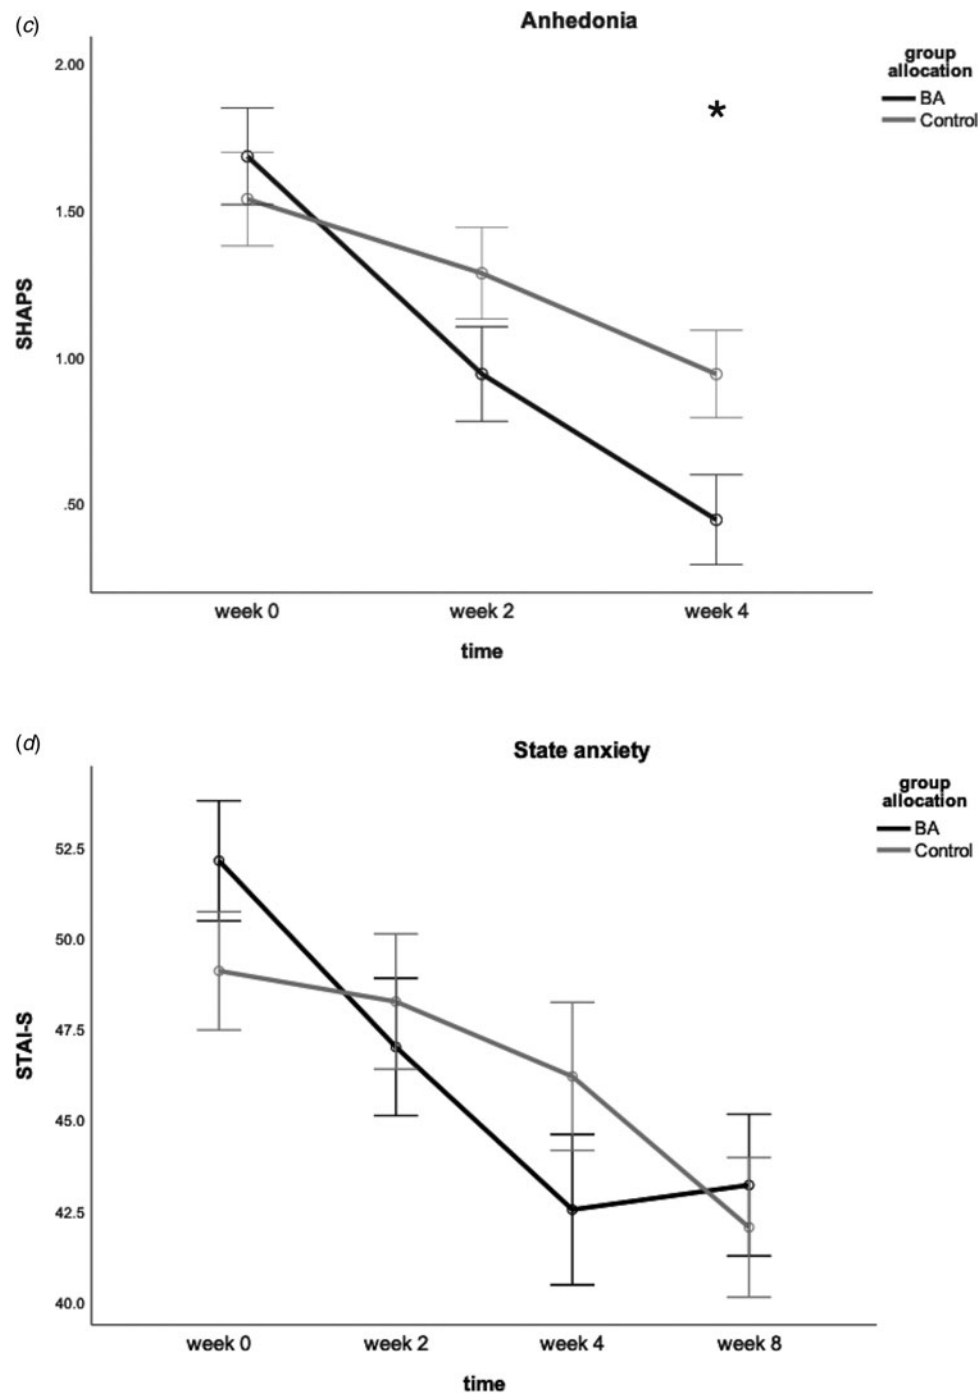 (c)
Anhedonia
group
allocation
BA
Control
*
SHAPS
2.00
1.50
1.00
.50
week 0
week 2
week 4
time
(d)
State anxiety
group
allocation
BA
Control
STAI-S
52.5
50.0
47.5
45.0
42.5
40.0
week 0
week 2
week 4
week 8
time